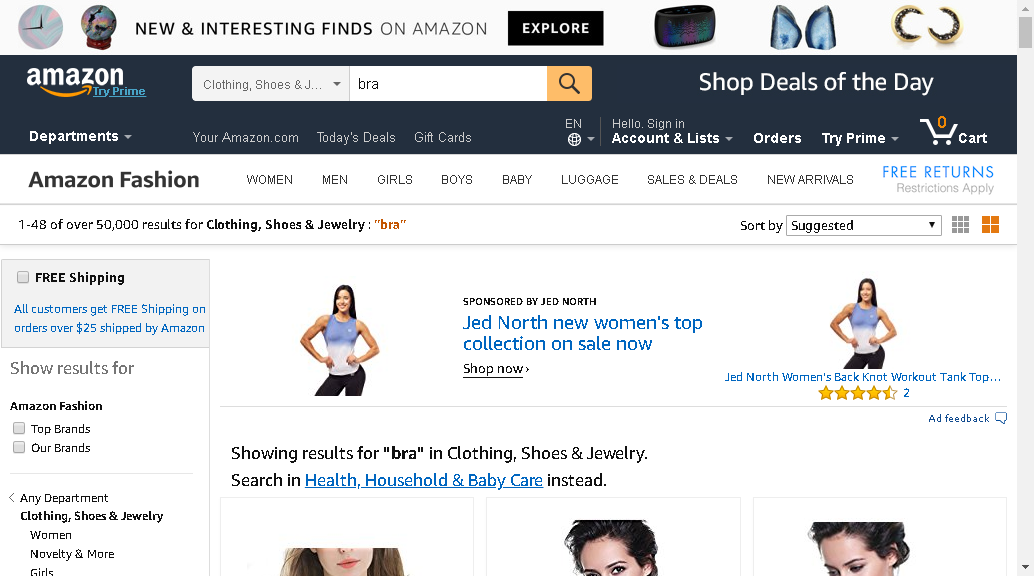 NEW & INTERESTING FINDS ON AMAZON EXPLORE
amazon
Try Prime
Clothing, Shoes & J...
bra
Shop Deals of the Day
Departments
Your Amazon.com
Today's Deals
Gift Cards
EN
Hello. Sign in
Account & Lists
Orders
Try Prime
0
Cart
Amazon Fashion
WOMEN
MEN
GIRLS
BOYS
BABY
LUGGAGE
SALES & DEALS
NEW ARRIVALS
FREE RETURNS
Restrictions Apply
1-48 of over 50,000 results for Clothing, Shoes & Jewelry : "bra"
Sort by Suggested
FREE Shipping
All customers get FREE Shipping on
orders over $25 shipped by Amazon
Show results for
Amazon Fashion
Top Brands
Our Brands
Any Department
Clothing, Shoes & Jewelry
Women
Novelty & More
Girls
SPONSORED BY JED NORTH
Jed North new women's top
collection on sale now
Shop now ›
Jed North Women's Back Knot Workout Tank Top...
2
Ad feedback
Showing results for "bra" in Clothing, Shoes & Jewelry.
Search in Health, Household & Baby Care instead.